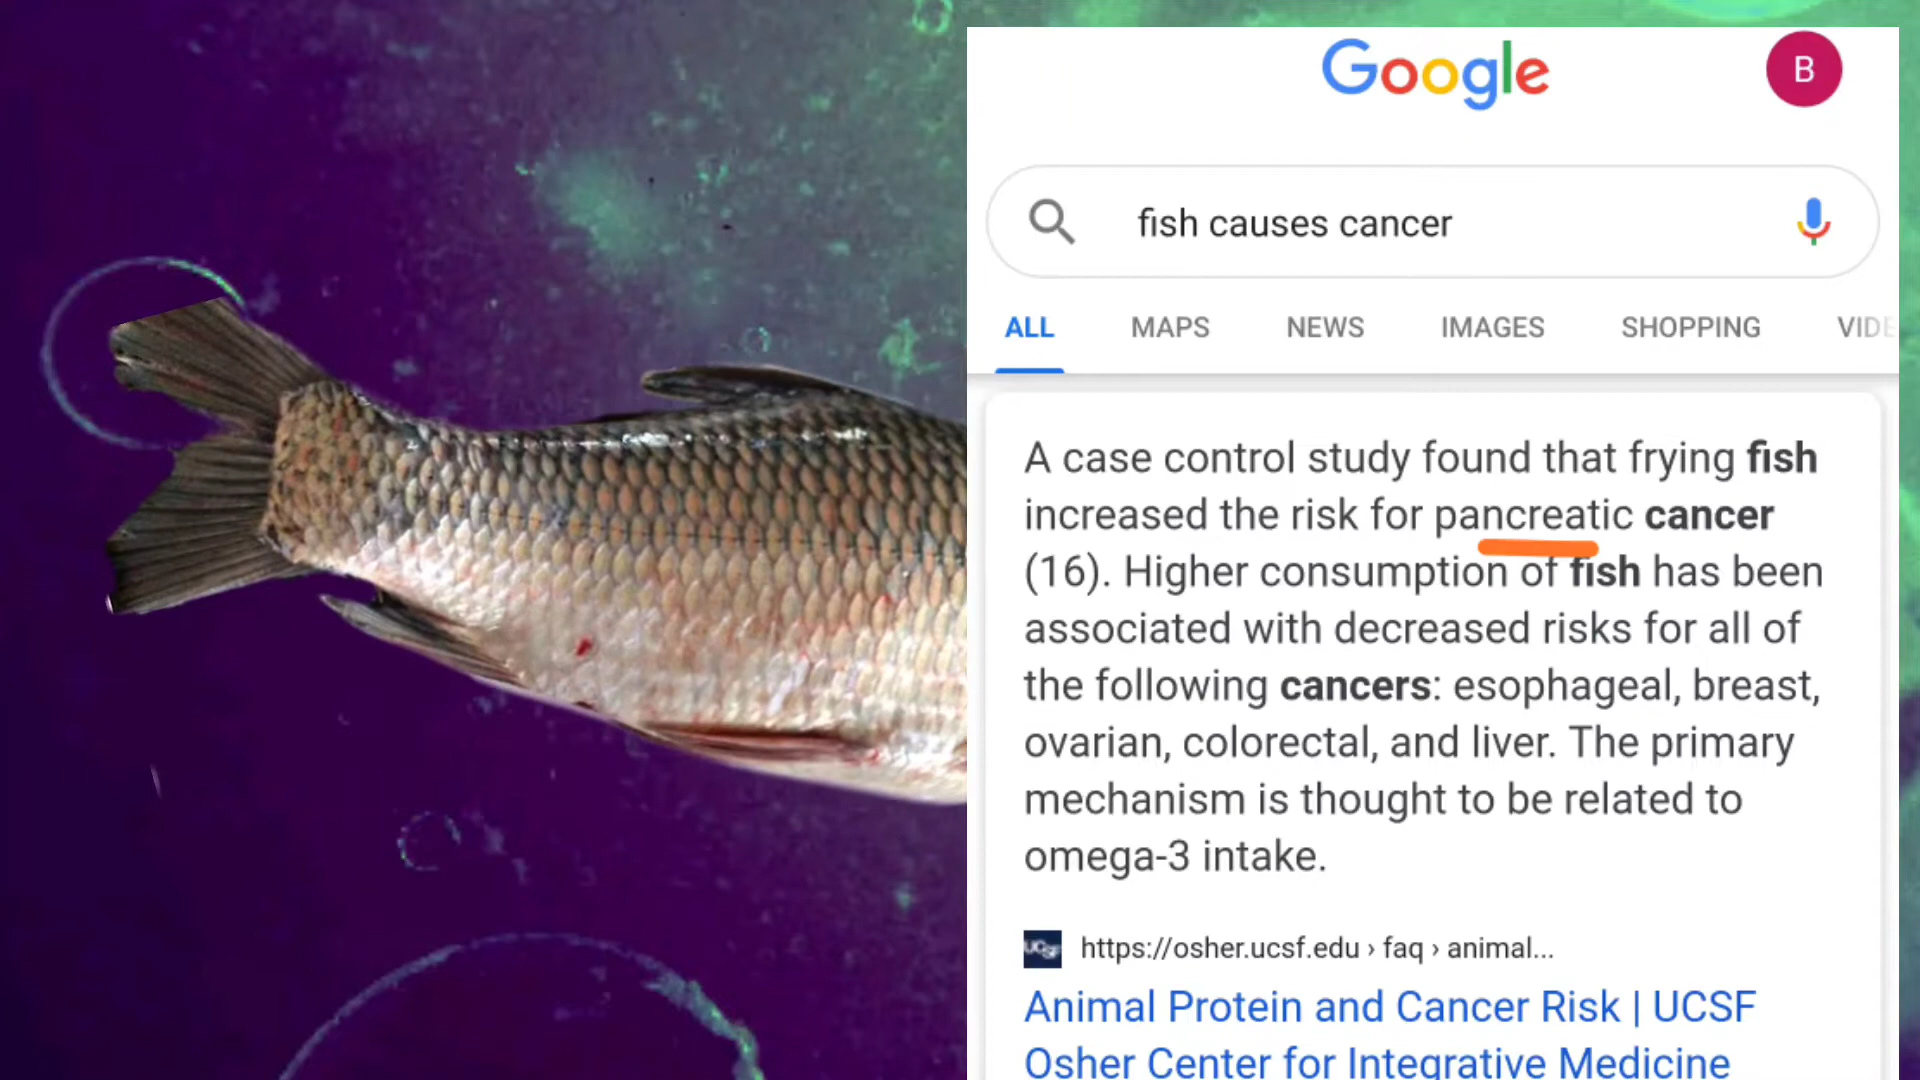 Google
B
fish causes cancer
ALL MAPS NEWS IMAGES SHOPPING
A case control study found that frying fish
increased the risk for pancreatic cancer
(16). Higher consumption of fish has been
associated with decreased risks for all of
the following cancers: esophageal, breast,
ovarian, colorectal, and liver. The primary
mechanism is thought to be related to
omega-3 intake.
UCSF
https://osher.ucsf.edu › faq › animal...
Animal Protein and Cancer Risk | UCSF
Osher Center for Integrative Medicine